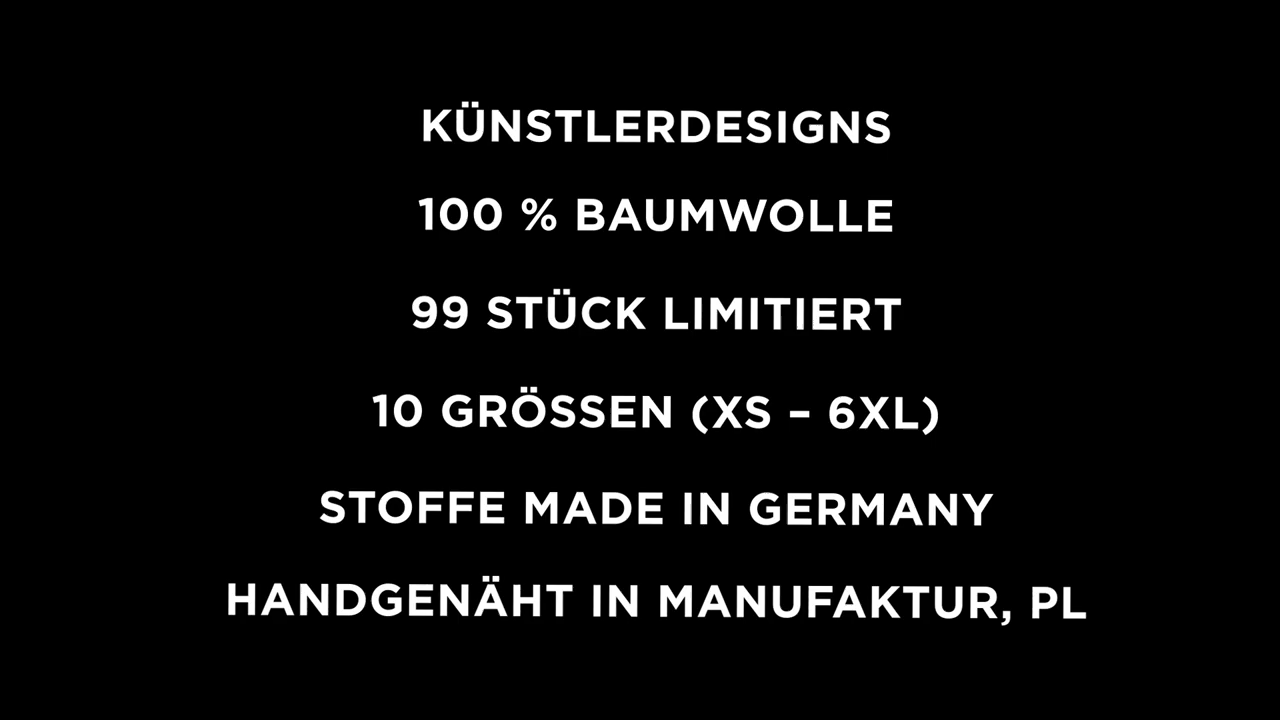 KÜNSTLERDESIGNS
100 % BAUMWOLLE
99 STÜCK LIMITIERT
10 GRÖSSEN (XS – 6XL)
STOFFE MADE IN GERMANY
HANDGENÄHT IN MANUFAKTUR, PL